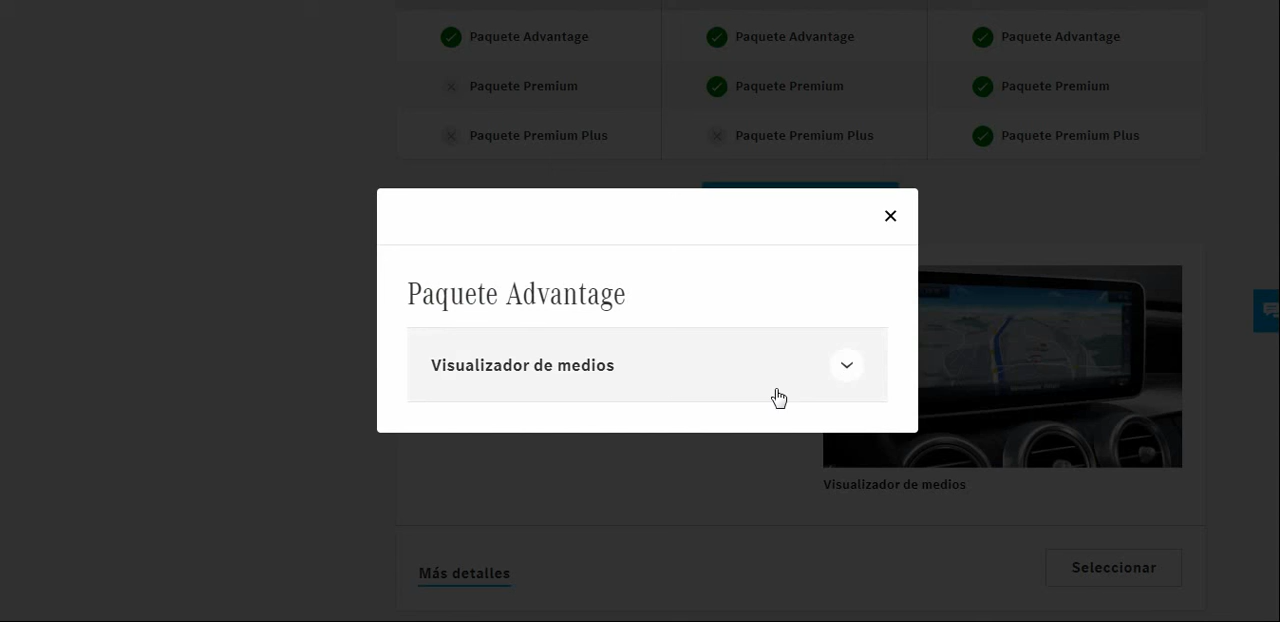 Paquete Advantage
Paquete Advantage
Paquete Advantage
Paquete Premium
Paquete Premium
Paquete Premium
Paquete Premium Plus
Paquete Premium Plus
Paquete Premium Plus
Paquete Advantage
Visualizador de medios
Visualizador de medios
Más detalles
Seleccionar